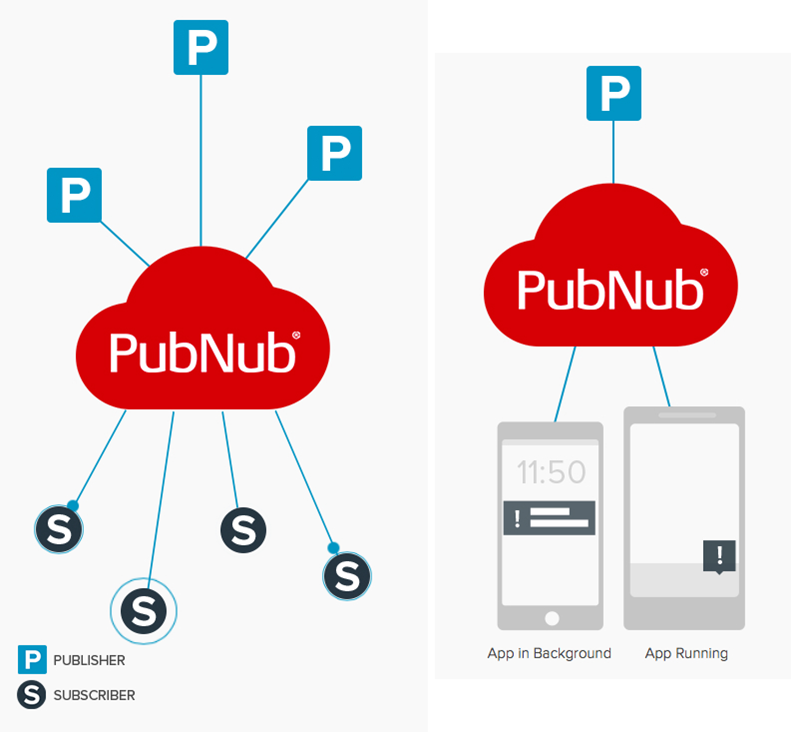 P
P
P
PubNub®
S
S
S
S
P PUBLISHER
S SUBSCRIBER
P
PubNub®
11:50
!
!
App in Background
App Running